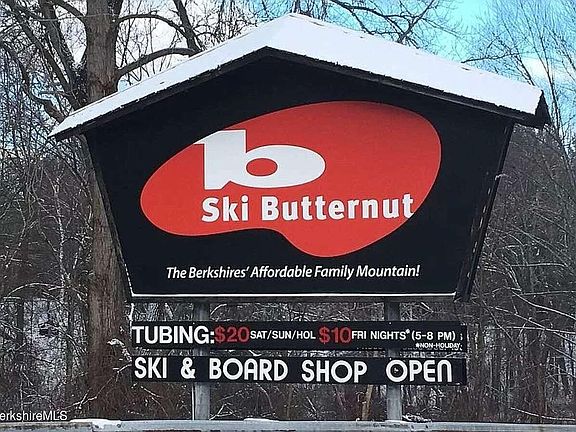 b
Ski Butternut
The Berkshires' Affordable Family Mountain!
TUBING: $20 SAT/SUN/HOL $10 FRI NIGHTS* (5-8 PM)
*NON-HOLIDAY
SKI & BOARD SHOP OPEN
BerkshireMLS